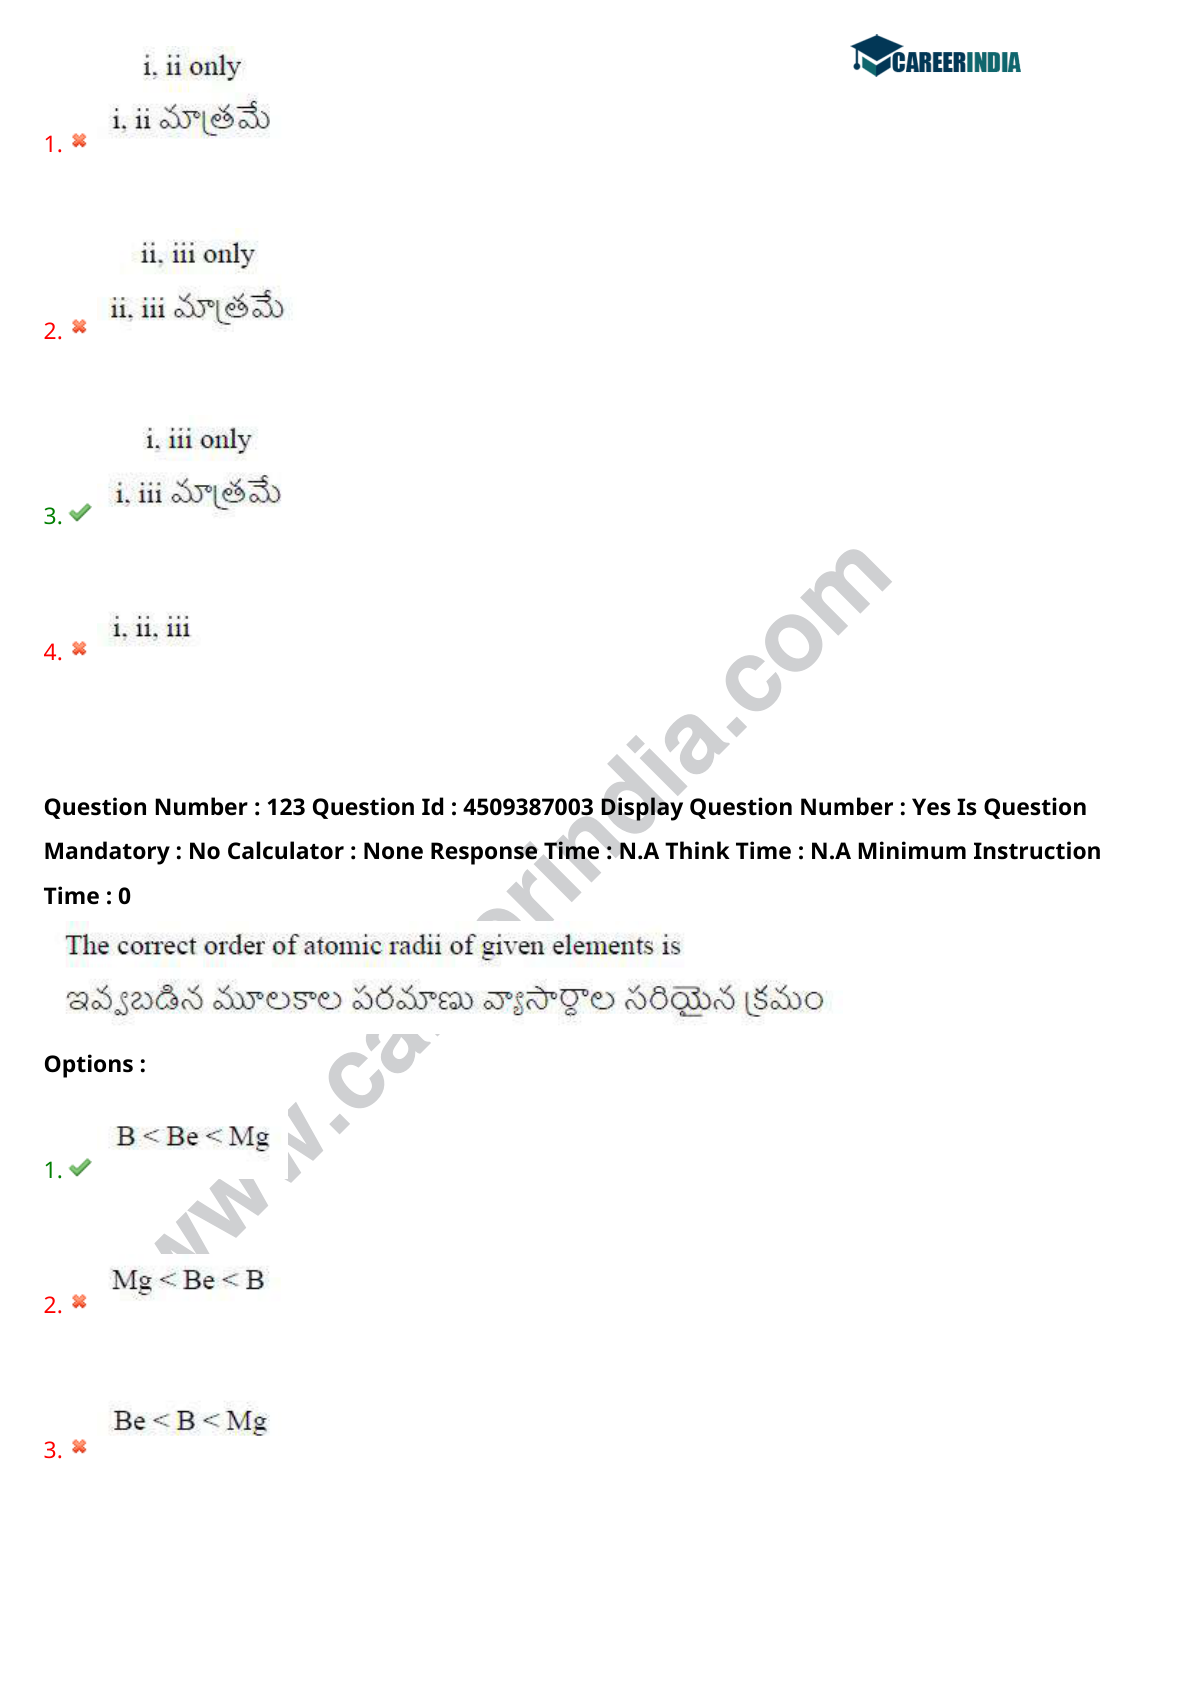 CAREERINDIA
i, ii only
i, ii మాత్రమే
1.
ii, iii only
ii, iii మాత్రమే
2.
i, iii only
i, iii మాత్రమే
3.
i, ii, iii
4.
Question Number : 123 Question Id : 4509387003 Display Question Number : Yes Is Question
Mandatory : No Calculator : None Response Time : N.A Think Time : N.A Minimum Instruction
Time : 0
The correct order of atomic radii of given elements is
ఇవ్వబడిన మూలకాల పరమాణు వ్యాసార్ధాల సరియైన క్రమం
Options :
B < Be < Mg
1.
Mg < Be < B
2.
Be < B < Mg
3.